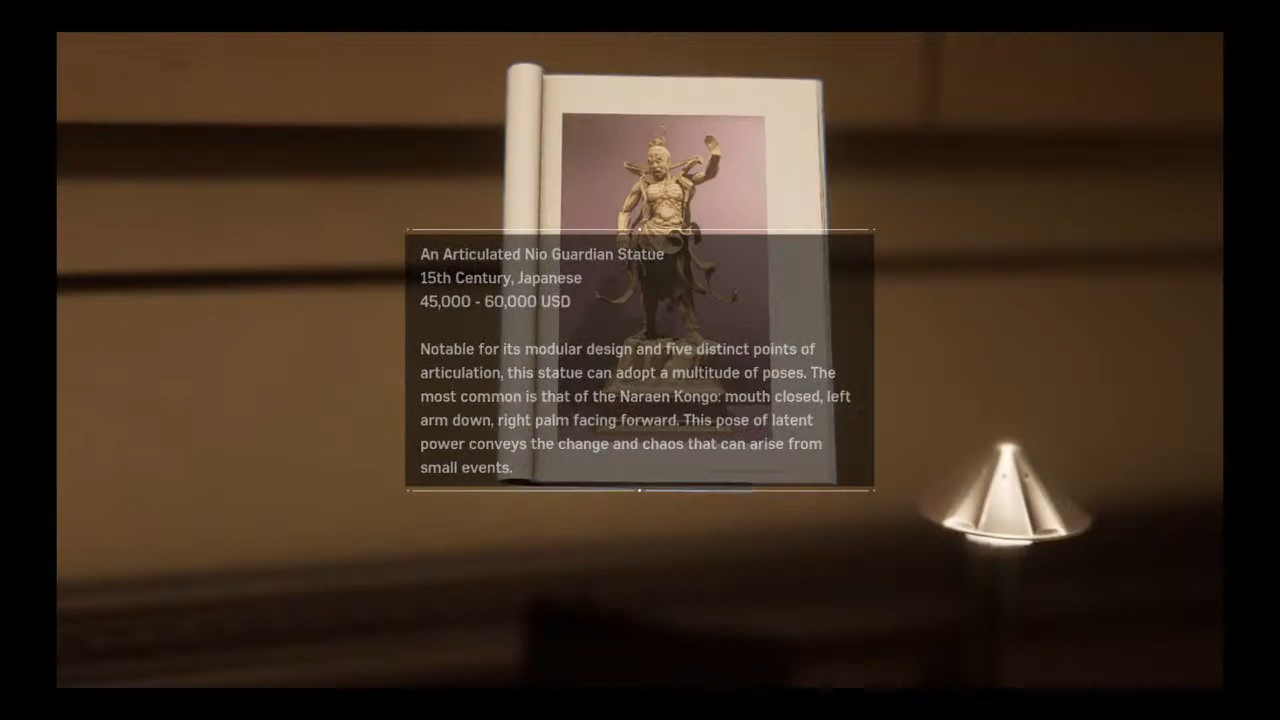 An Articulated Nio Guardian Statue
15th Century, Japanese
45,000 - 60,000 USD
Notable for its modular design and five distinct points of
articulation, this statue can adopt a multitude of poses. The
most common is that of the Naraen Kongo: mouth closed, left
arm down, right palm facing forward. This pose of latent
power conveys the change and chaos that can arise from
small events.